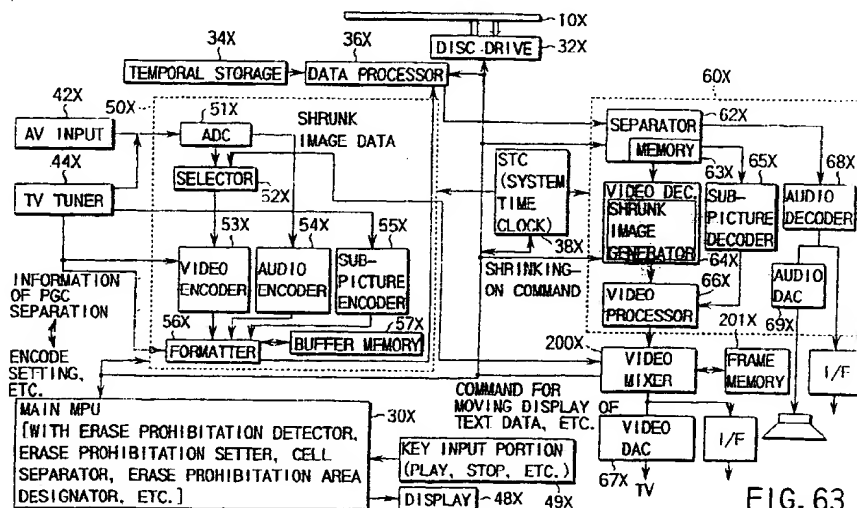 10X
34X
36X
DISC DRIVE
32X
TEMPORAL STORAGE
DATA PROCESSOR
42X
50X
AV INPUT
51X
ADC
SHRUNK
IMAGE DATA
44X
TV TUNER
SELECTOR
52X
53X
54X
55X
VIDEO
ENCODER
AUDIO
ENCODER
SUB-
PICTURE
ENCODER
INFORMATION
OF PGC
SEPARATION
56X
57X
FORMATTER
BUFFER MEMORY
ENCODE
SETTING,
ETC.
STC
(SYSTEM
TIME
CLOCK)
38X
SHRINKING-
ON COMMAND
60X
62X
SEPARATOR
MEMORY
63X
65X
68X
VIDEO DEC.
SHRUNK
IMAGE
GENERATOR
64X
SUB-
PICTURE
DECODER
AUDIO
DECODER
66X
VIDEO
PROCESSOR
AUDIO
DAC
69X
200X
201X
VIDEO
MIXER
FRAME
MEMORY
I/F
30X
COMMAND FOR
MOVING DISPLAY OF
TEXT DATA, ETC.
MAIN MPU
[WITH ERASE PROHIBITATION DETECTOR,
ERASE PROHIBITATION SETTER, CELL
SEPARATOR, ERASE PROHIBITATION AREA
DESIGNATOR, ETC.]
KEY INPUT PORTION
(PLAY, STOP, ETC.)
49X
DISPLAY
48X
VIDEO
DAC
67X
I/F
TV
FIG. 63